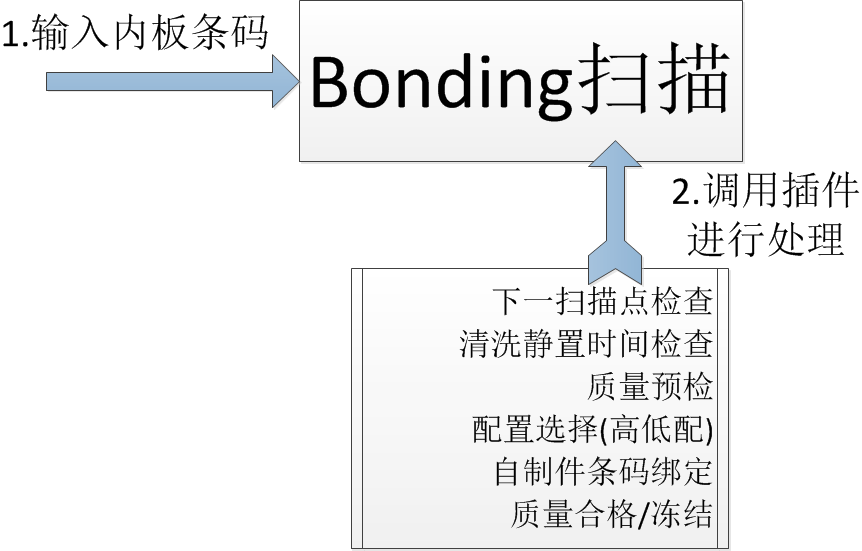 1.输入内板条码
Bonding扫描
2.调用插件
进行处理
下一扫描点检查
清洗静置时间检查
质量预检
配置选择(高低配)
自制件条码绑定
质量合格/冻结